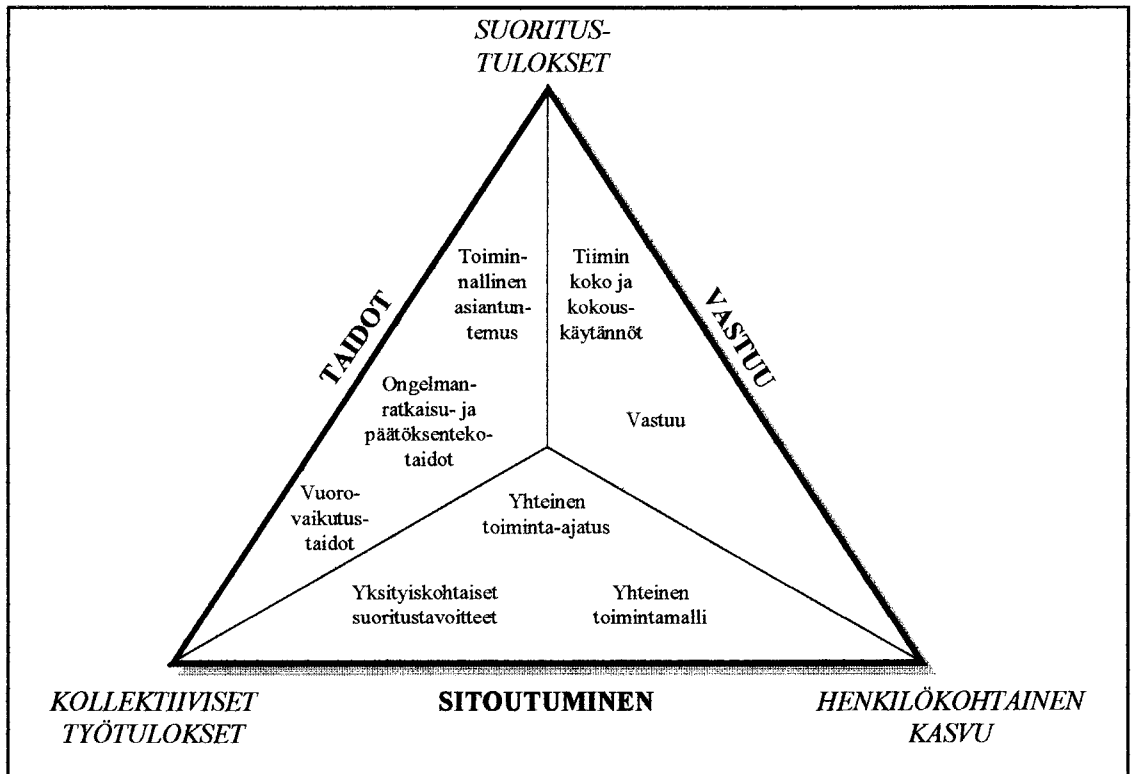 SUORITUS-
TULOKSET
TAIDOT
VASTUU
Toimin-
nallinen
asiantun-
temus
Tiimin
koko ja
kokous-
käytännöt
Ongelman-
ratkaisu- ja
päätöksenteko-
taidot
Vastuu
Vuoro-
vaikutus-
taidot
Yhteinen
toiminta-ajatus
Yksityiskohtaiset
suoritustavoitteet
Yhteinen
toimintamalli
KOLLEKTIIVISET
TYÖTULOKSET
SITOUTUMINEN
HENKILÖKOHTAINEN
KASVU